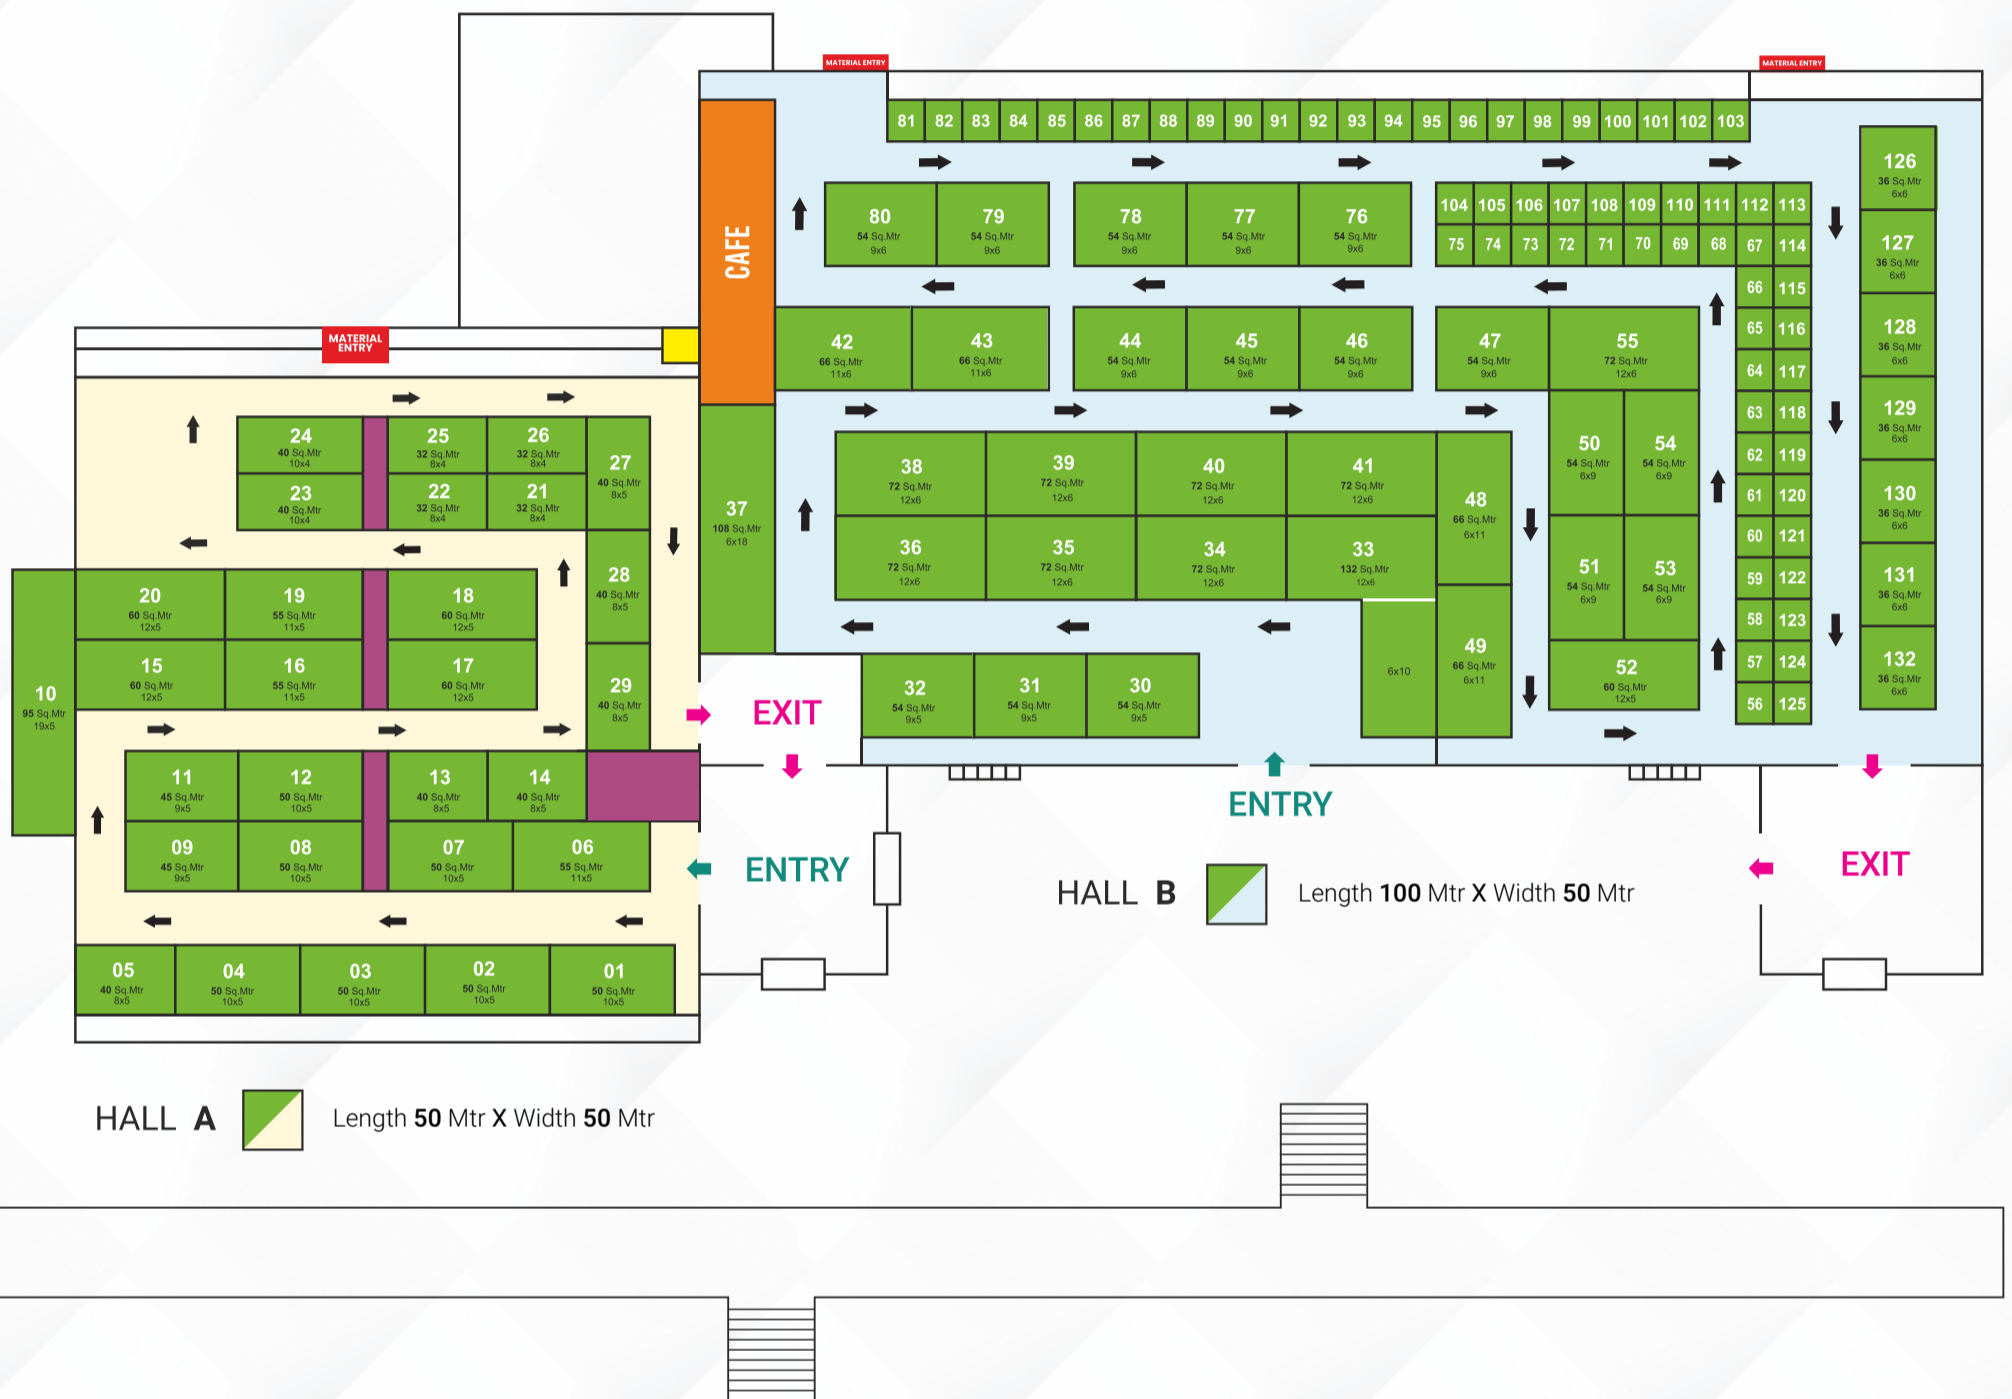 MATERIAL ENTRY
MATERIAL ENTRY
81 82 83 84 85 86 87 88 89 90 91 92 93 94 95 96 97 98 99 100 101 102 103
CAFE
80
54 Sq.Mtr
9x6
79
54 Sq.Mtr
9x6
78
54 Sq.Mtr
9x6
77
54 Sq.Mtr
9x6
76
54 Sq.Mtr
9x6
104 105 106 107 108 109 110 111 112 113
75 74 73 72 71 70 69 68 67 114
66 115
65 116
64 117
63 118
62 119
61 120
60 121
59 122
58 123
57 124
56 125
126
36 Sq.Mtr
6x6
127
36 Sq.Mtr
6x6
128
36 Sq.Mtr
6x6
129
36 Sq.Mtr
6x6
130
36 Sq.Mtr
6x6
131
36 Sq.Mtr
6x6
132
36 Sq.Mtr
6x6
42
66 Sq.Mtr
11x6
43
66 Sq.Mtr
11x6
44
54 Sq.Mtr
9x6
45
54 Sq.Mtr
9x6
46
54 Sq.Mtr
9x6
47
54 Sq.Mtr
9x6
55
72 Sq.Mtr
12x6
38
72 Sq.Mtr
12x6
39
72 Sq.Mtr
12x6
40
72 Sq.Mtr
12x6
41
72 Sq.Mtr
12x6
48
66 Sq.Mtr
6x11
50
54 Sq.Mtr
6x9
54
54 Sq.Mtr
6x9
37
108 Sq.Mtr
6x18
36
72 Sq.Mtr
12x6
35
72 Sq.Mtr
12x6
34
72 Sq.Mtr
12x6
33
132 Sq.Mtr
12x6
6x10
49
66 Sq.Mtr
6x11
51
54 Sq.Mtr
6x9
53
54 Sq.Mtr
6x9
52
60 Sq.Mtr
12x5
32
54 Sq.Mtr
9x5
31
54 Sq.Mtr
9x5
30
54 Sq.Mtr
9x5
MATERIAL
ENTRY
24
40 Sq.Mtr
10x4
25
32 Sq.Mtr
8x4
26
32 Sq.Mtr
8x4
27
40 Sq.Mtr
8x5
23
40 Sq.Mtr
10x4
22
32 Sq.Mtr
8x4
21
32 Sq.Mtr
8x4
28
40 Sq.Mtr
8x5
20
60 Sq.Mtr
12x5
19
55 Sq.Mtr
11x5
18
60 Sq.Mtr
12x5
15
60 Sq.Mtr
12x5
16
55 Sq.Mtr
11x5
17
60 Sq.Mtr
12x5
29
40 Sq.Mtr
8x5
10
95 Sq.Mtr
19x5
11
45 Sq.Mtr
9x5
12
50 Sq.Mtr
10x5
13
40 Sq.Mtr
8x5
14
40 Sq.Mtr
8x5
09
45 Sq.Mtr
9x5
08
50 Sq.Mtr
10x5
07
50 Sq.Mtr
10x5
06
55 Sq.Mtr
11x5
05
40 Sq.Mtr
8x5
04
50 Sq.Mtr
10x5
03
50 Sq.Mtr
10x5
02
50 Sq.Mtr
10x5
01
50 Sq.Mtr
10x5
EXIT
ENTRY
ENTRY
EXIT
HALL B
Length 100 Mtr X Width 50 Mtr
HALL A
Length 50 Mtr X Width 50 Mtr